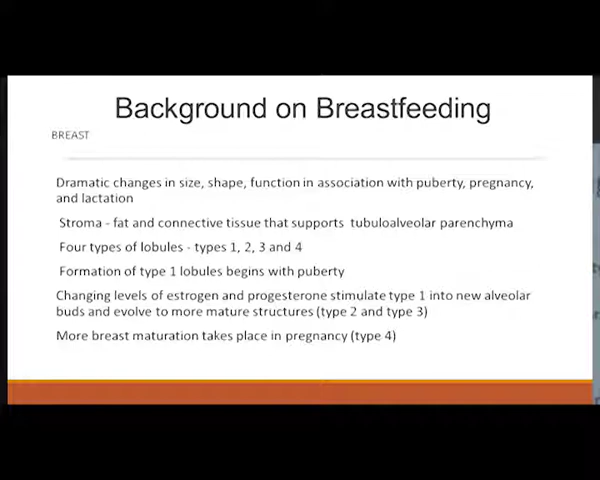 Background on Breastfeeding
BREAST
Dramatic changes in size, shape, function in association with puberty, pregnancy,
and lactation
Stroma - fat and connective tissue that supports tubuloalveolar parenchyma
Four types of lobules - types 1, 2, 3 and 4
Formation of type 1 lobules begins with puberty
Changing levels of estrogen and progesterone stimulate type 1 into new alveolar
buds and evolve to more mature structures (type 2 and type 3)
More breast maturation takes place in pregnancy (type 4)